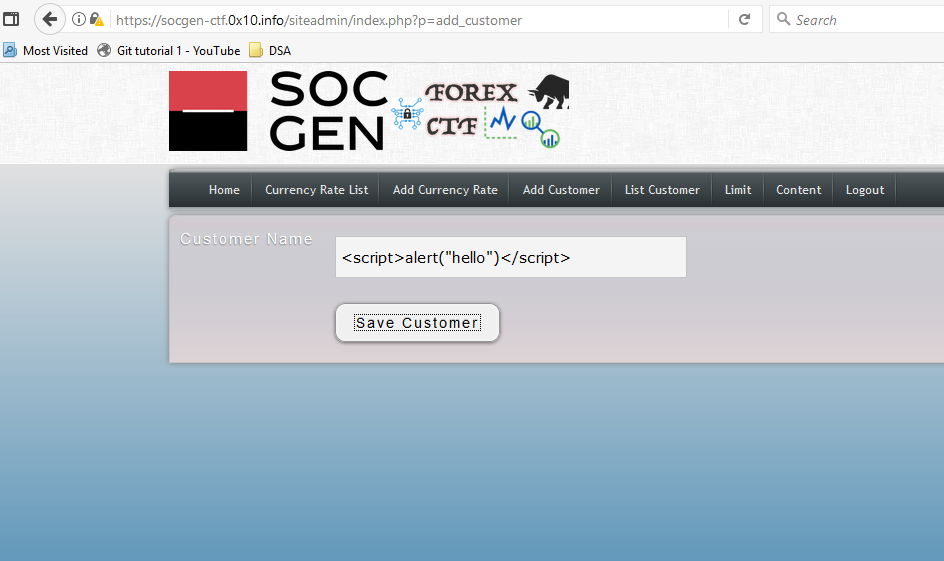 https://socgen-ctf.0x10.info/siteadmin/index.php?p=add_customer
Search
Most Visited Git tutorial 1 - YouTube DSA
SOC
GEN
FOREX
CTF
Home Currency Rate List Add Currency Rate Add Customer List Customer Limit Content Logout
Customer Name
<script>alert("hello")</script>
Save Customer